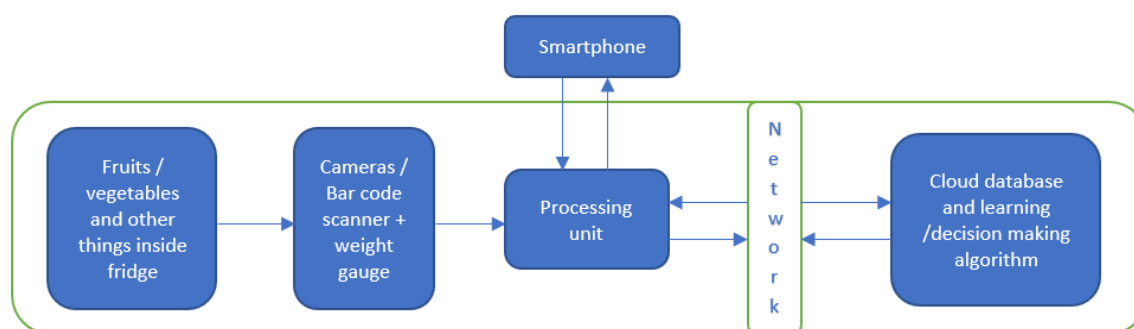 Smartphone
Fruits /
vegetables
and other
things inside
fridge
Cameras /
Bar code
scanner +
weight
gauge
Processing
unit
N
e
t
w
o
r
k
Cloud database
and learning
/decision making
algorithm